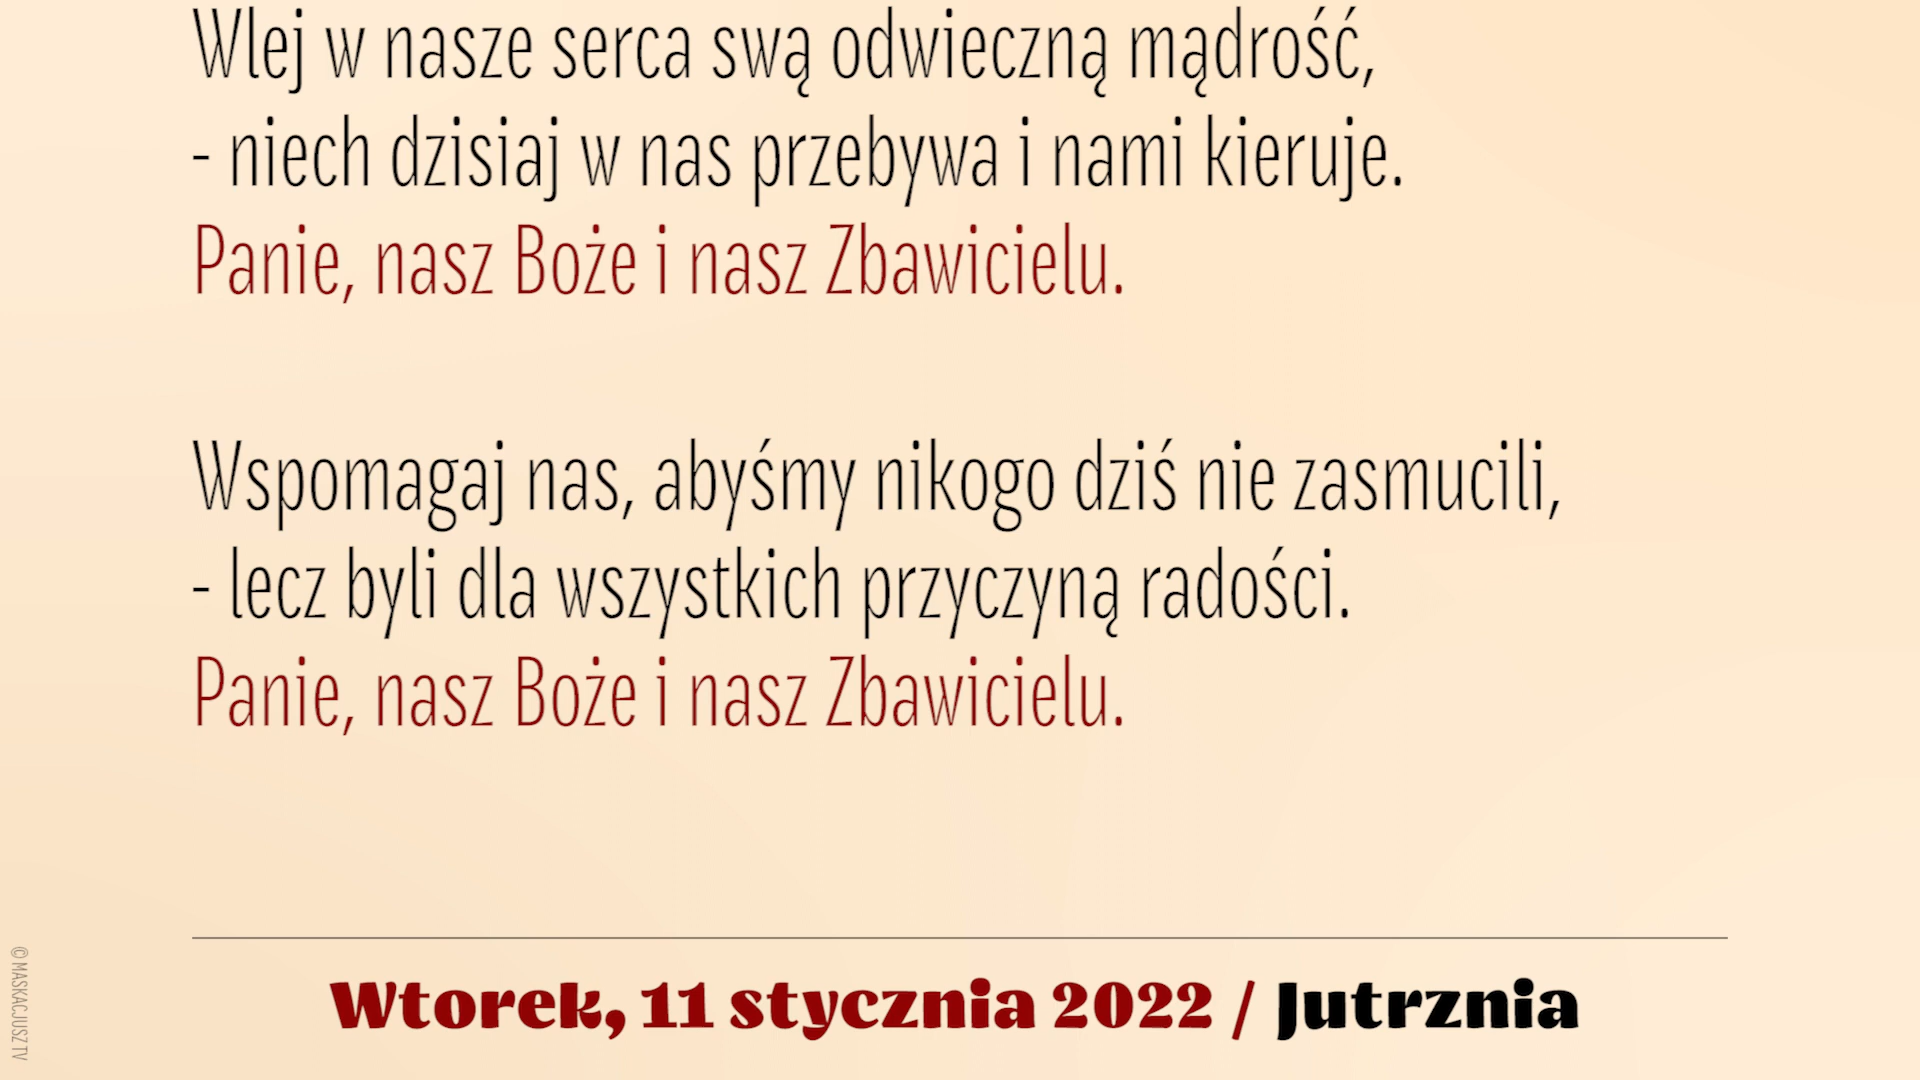 Wlej w nasze serca swą odwieczną mądrość,
- niech dzisiaj w nas przebywa i nami kieruje.
Panie, nasz Boże i nasz Zbawicielu.
Wspomagaj nas, abyśmy nikogo dziś nie zasmucili,
- lecz byli dla wszystkich przyczyną radości.
Panie, nasz Boże i nasz Zbawicielu.
Wtorek, 11 stycznia 2022 / Jutrznia
© MASKACJUSZ TV